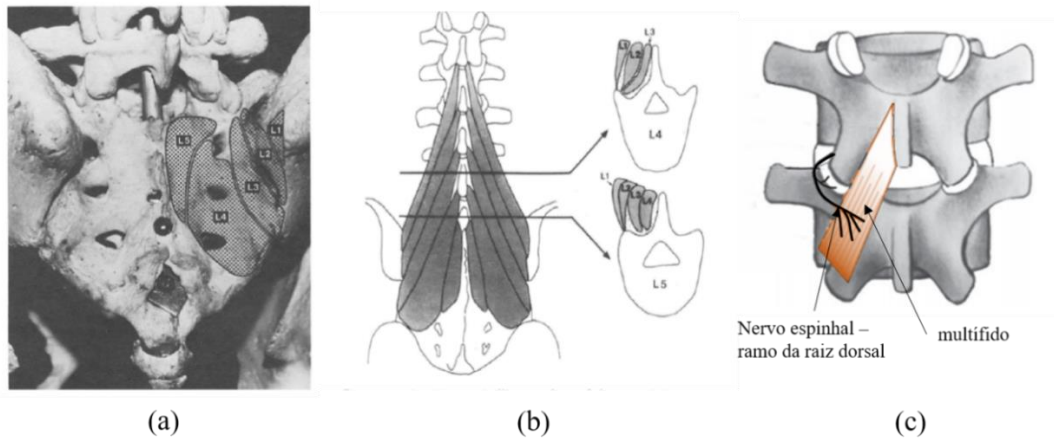 L5
L1
L2
L3
L4
L1
L2
L3
L4
L1
L2
L3
L4
L5
Nervo espinhal –
ramo da raiz dorsal
multífido
(a)
(b)
(c)